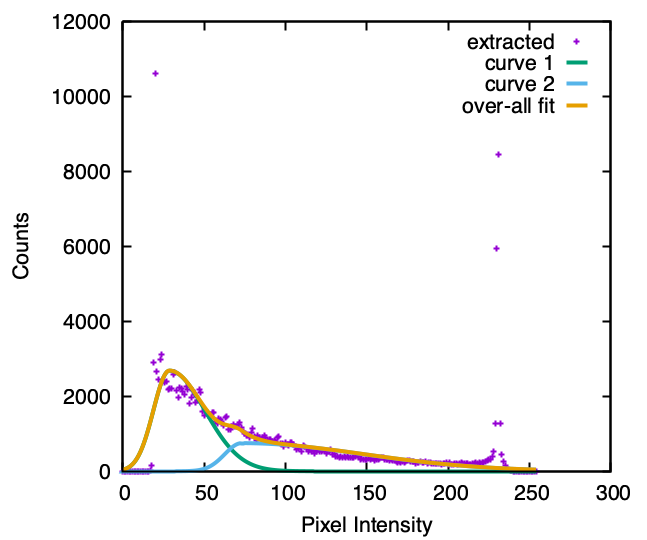 12000
10000
8000
6000
4000
2000
0
Counts
extracted
curve 1
curve 2
over-all fit
0 50 100 150 200 250 300
Pixel Intensity